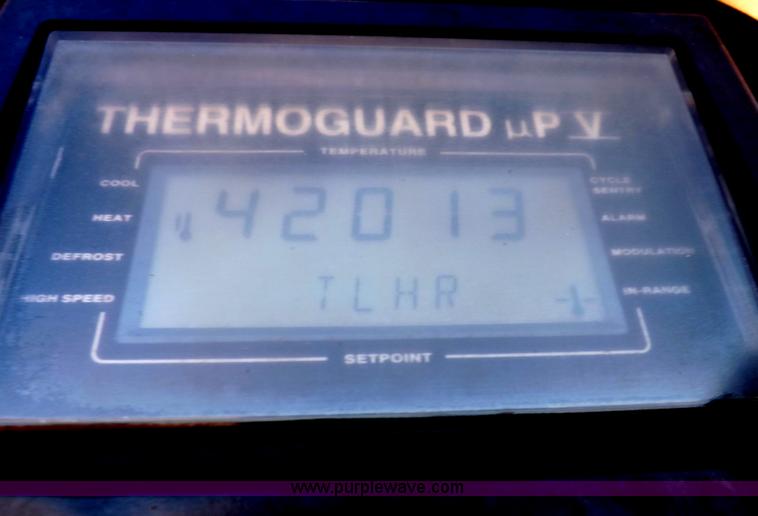 THERMOGUARD µP V
TEMPERATURE
COOL
HEAT
DEFROST
HIGH SPEED
42013
TLHR
CYCLE
SENTRY
ALARM
MODULATION
IN-RANGE
SETPOINT
www.purplewave.com